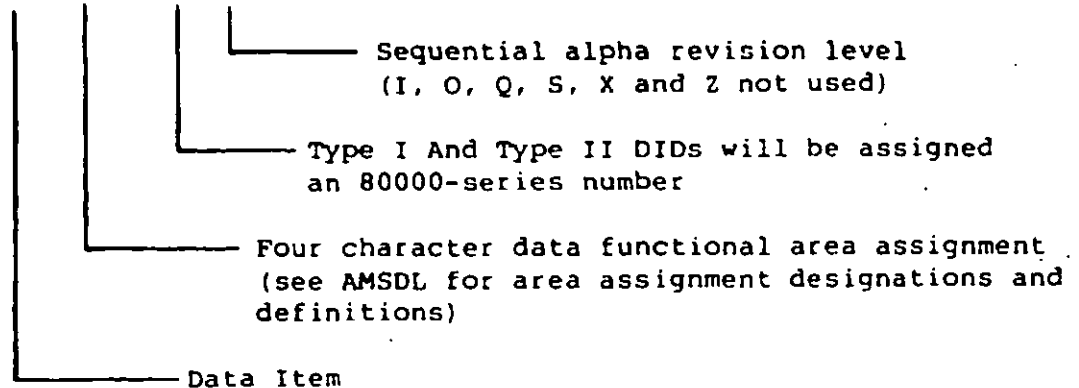 Sequential alpha revision level
(I, O, Q, S, X and Z not used)
Type I And Type II DIDs will be assigned
an 80000-series number
Four character data functional area assignment
(see AMSDL for area assignment designations and
definitions)
Data Item